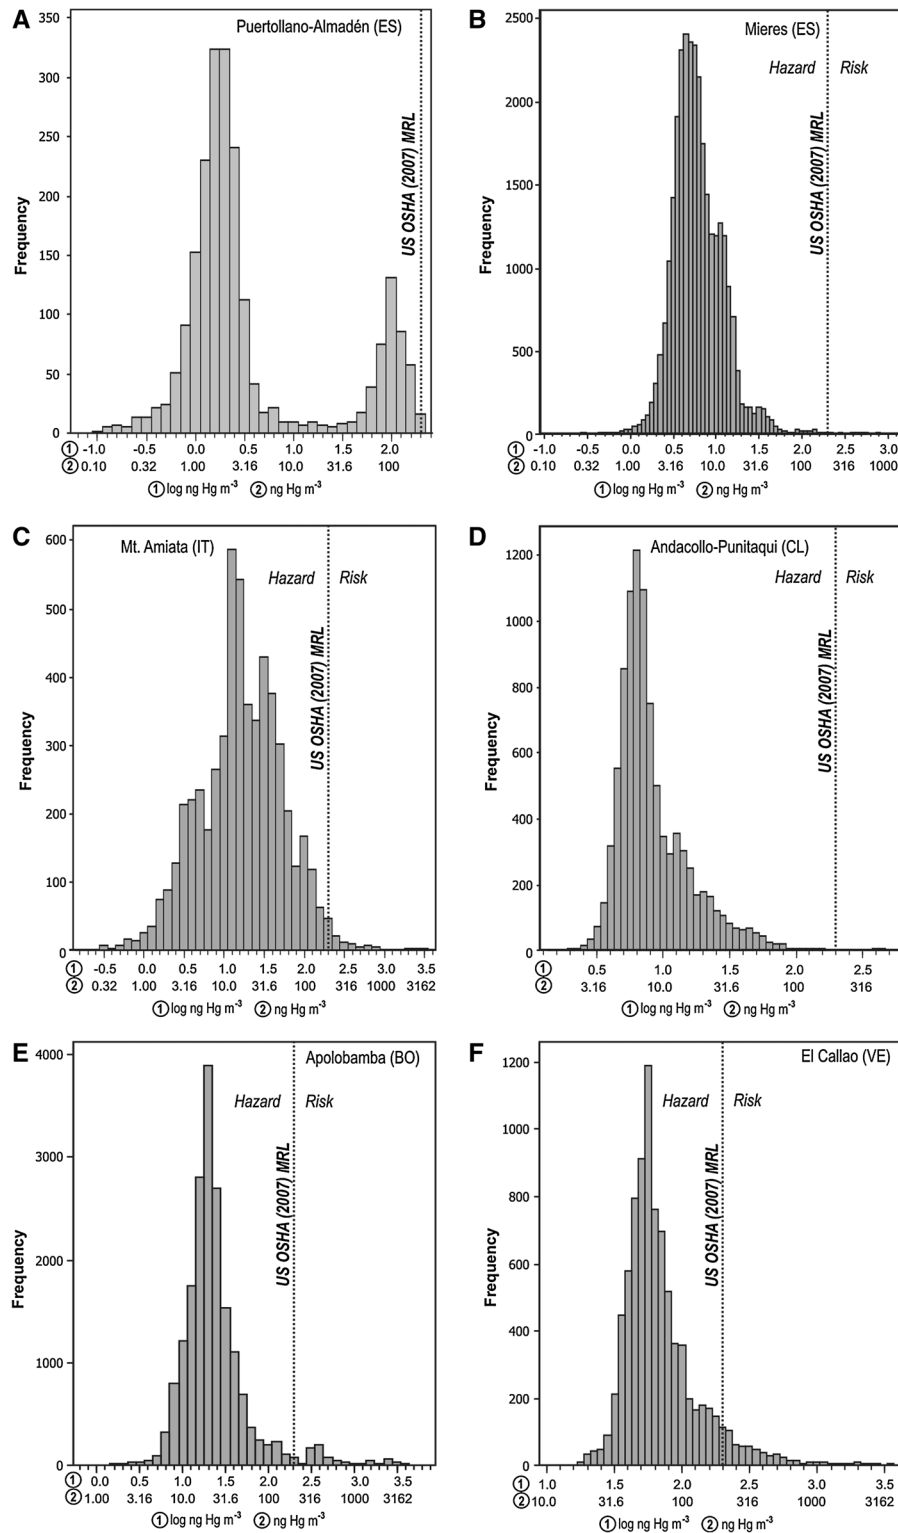 A
Puertollano-Almadén (ES)
Frequency
350
300
250
200
150
100
50
0
US OSHA (2007) MRL
① -1.0 -0.5 0.0 0.5 1.0 1.5 2.0
② 0.10 0.32 1.00 3.16 10.0 31.6 100
① log ng Hg m-3 ② ng Hg m-3
B
Mieres (ES)
Hazard Risk
Frequency
2500
2000
1500
1000
500
0
US OSHA (2007) MRL
① -1.0 -0.5 0.0 0.5 1.0 1.5 2.0 2.5 3.0
② 0.10 0.32 1.00 3.16 10.0 31.6 100 316 1000
① log ng Hg m-3 ② ng Hg m-3
C
Mt. Amiata (IT)
Hazard Risk
Frequency
600
500
400
300
200
100
0
US OSHA (2007) MRL
① -0.5 0.0 0.5 1.0 1.5 2.0 2.5 3.0 3.5
② 0.32 1.00 3.16 10.0 31.6 100 316 1000 3162
① log ng Hg m-3 ② ng Hg m-3
D
Andacollo-Punitaqui (CL)
Hazard Risk
Frequency
1200
1000
800
600
400
200
0
US OSHA (2007) MRL
① 0.5 1.0 1.5 2.0 2.5
② 3.16 10.0 31.6 100 316
① log ng Hg m-3 ② ng Hg m-3
E
Apolobamba (BO)
Hazard Risk
Frequency
4000
3000
2000
1000
0
US OSHA (2007) MRL
① 0.0 0.5 1.0 1.5 2.0 2.5 3.0 3.5
② 1.00 3.16 10.0 31.6 100 316 1000 3162
① log ng Hg m-3 ② ng Hg m-3
F
El Callao (VE)
Hazard Risk
Frequency
1200
1000
800
600
400
200
0
US OSHA (2007) MRL
① 1.0 1.5 2.0 2.5 3.0 3.5
② 10.0 31.6 100 316 1000 3162
① log ng Hg m-3 ② ng Hg m-3